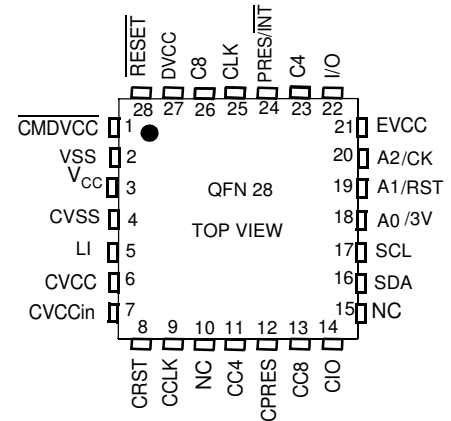 RESET
DVCC
C8
CLK
PRES/INT
C4
I/O
28 27 26 25 24 23 22
CMDVCC 1
VSS 2
VCC 3
CVSS 4
LI 5
CVCC 6
CVCCin 7
QFN 28
TOP VIEW
21 EVCC
20 A2/CK
19 A1/RST
18 A0 /3V
17 SCL
16 SDA
15 NC
8 9 10 11 12 13 14
CRST
CCLK
NC
CC4
CPRES
CC8
CIO